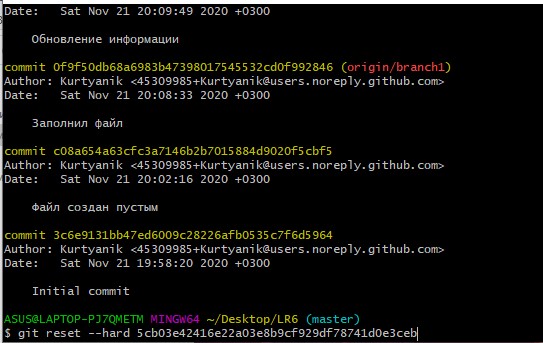 Date:   Sat Nov 21 20:09:49 2020 +0300
Обновление информации
commit 0f9f50db68a6983b47398017545532cd0f992846 (origin/branch1)
Author: Kurtyanik <45309985+Kurtyanik@users.noreply.github.com>
Date:   Sat Nov 21 20:08:33 2020 +0300
Заполнил файл
commit c08a654a63cfc3a7146b2b7015884d9020f5cbf5
Author: Kurtyanik <45309985+Kurtyanik@users.noreply.github.com>
Date:   Sat Nov 21 20:02:16 2020 +0300
Файл создан пустым
commit 3c6e9131bb47ed6009c28226afb0535c7f6d5964
Author: Kurtyanik <45309985+Kurtyanik@users.noreply.github.com>
Date:   Sat Nov 21 19:58:20 2020 +0300
Initial commit
ASUS@LAPTOP-PJ7QMETM MINGW64 ~/Desktop/LR6 (master)
$ git reset --hard 5cb03e42416e22a03e8b9cf929df78741d0e3ceb